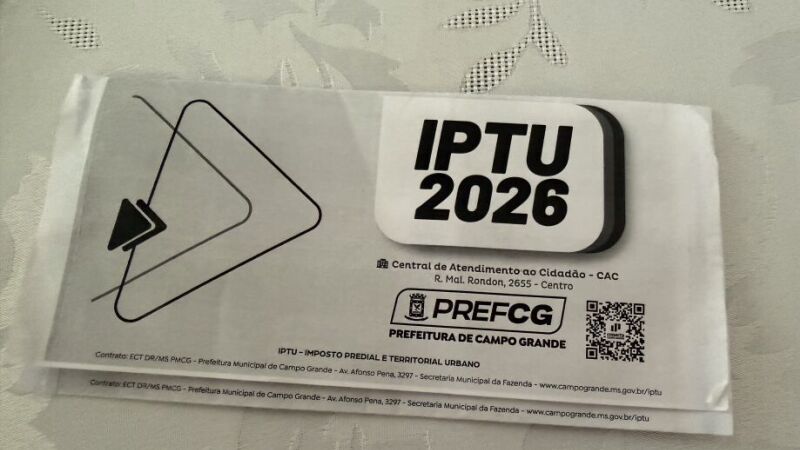 IPTU
2026
Central de Atendimento ao Cidadão - CAC
R. Mal. Rondon, 2655 - Centro
PREFCG
PREFEITURA DE CAMPO GRANDE
IPTU – IMPOSTO PREDIAL E TERRITORIAL URBANO
Contrato: ECT DR/MS PMCG - Prefeitura Municipal de Campo Grande - Av. Afonso Pena, 3297 - Secretaria Municipal da Fazenda - www.campogrande.ms.gov.br/iptu
Contrato: ECT DR/MS PMCG - Prefeitura Municipal de Campo Grande - Av. Afonso Pena, 3297 - Secretaria Municipal da Fazenda - www.campogrande.ms.gov.br/iptu